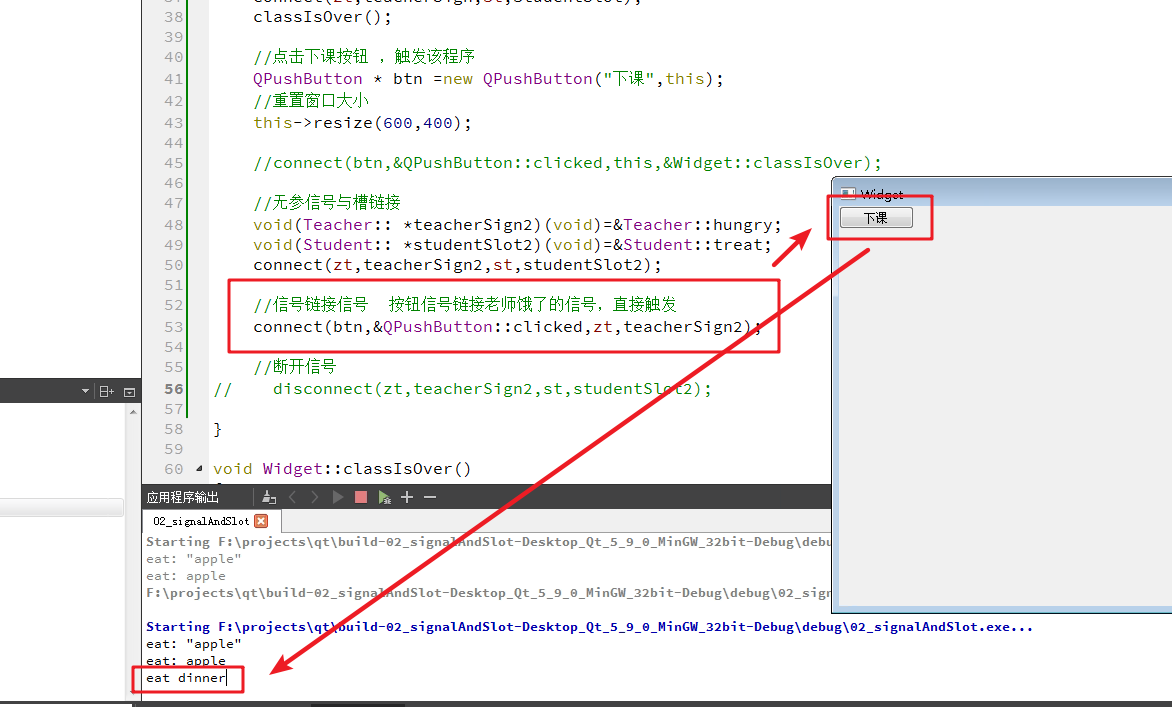 connect(zt,teacherSign,st,studentSlot);
38 classIsOver();
39
40 //点击下课按钮 ，触发该程序
41 QPushButton * btn =new QPushButton("下课",this);
42 //重置窗口大小
43 this->resize(600,400);
44
45 //connect(btn,&QPushButton::clicked,this,&Widget::classIsOver);
46
47 //无参信号与槽链接
48 void(Teacher:: *teacherSign2)(void)=&Teacher::hungry;
49 void(Student:: *studentSlot2)(void)=&Student::treat;
50 connect(zt,teacherSign2,st,studentSlot2);
51
52 //信号链接信号  按钮信号链接老师饿了的信号，直接触发
53 connect(btn,&QPushButton::clicked,zt,teacherSign2);
54
55 //断开信号
56 //    disconnect(zt,teacherSign2,st,studentSlot2);
57
58 }
59
60 void Widget::classIsOver()
Widget
下课
应用程序输出
02_signalAndSlot
Starting F:\projects\qt\build-02_signalAndSlot-Desktop_Qt_5_9_0_MinGW_32bit-Debug\debu
eat: "apple"
eat: apple
F:\projects\qt\build-02_signalAndSlot-Desktop_Qt_5_9_0_MinGW_32bit-Debug\debug\02_sign
Starting F:\projects\qt\build-02_signalAndSlot-Desktop_Qt_5_9_0_MinGW_32bit-Debug\debug\02_signalAndSlot.exe...
eat: "apple"
eat: apple
eat dinner